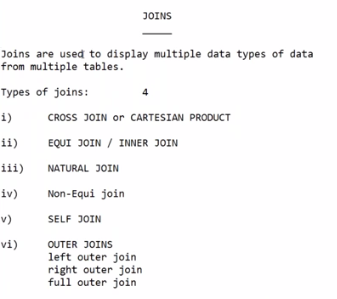 JOINS
Joins are used to display multiple data types of data
from multiple tables.
Types of joins: 4
i) CROSS JOIN or CARTESIAN PRODUCT
ii) EQUI JOIN / INNER JOIN
iii) NATURAL JOIN
iv) Non-Equi join
v) SELF JOIN
vi) OUTER JOINS
left outer join
right outer join
full outer join